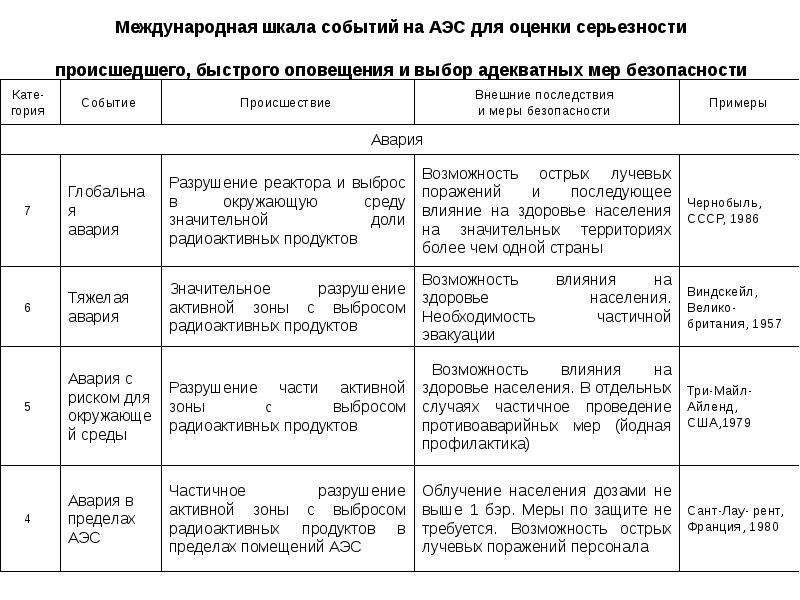 Международная шкала событий на АЭС для оценки серьезности
происшедшего, быстрого оповещения и выбор адекватных мер безопасности
Кате-
гория
Событие
Происшествие
Внешние последствия
и меры безопасности
Примеры
Авария
7
Глобальна
я
авария
Разрушение реактора и выброс
в окружающую среду
значительной доли
радиоактивных продуктов
Возможность острых лучевых
поражений и последующее
влияние на здоровье населения
на значительных территориях
более чем одной страны
Чернобыль,
СССР, 1986
6
Тяжелая
авария
Значительное разрушение
активной зоны с выбросом
радиоактивных продуктов
Возможность влияния на
здоровье населения.
Необходимость частичной
эвакуации
Виндскейл,
Велико-
британия, 1957
5
Авария с
риском для
окружающе
й среды
Разрушение части активной
зоны с выбросом
радиоактивных продуктов
Возможность влияния на
здоровье населения. В отдельных
случаях частичное проведение
противоаварийных мер (йодная
профилактика)
Три-Майл-
Айленд,
США,1979
4
Авария в
пределах
АЭС
Частичное разрушение
активной зоны с выбросом
радиоактивных продуктов в
пределах помещений АЭС
Облучение населения дозами не
выше 1 бэр. Меры по защите не
требуется. Возможность острых
лучевых поражений персонала
Сант-Лау- рент,
Франция, 1980